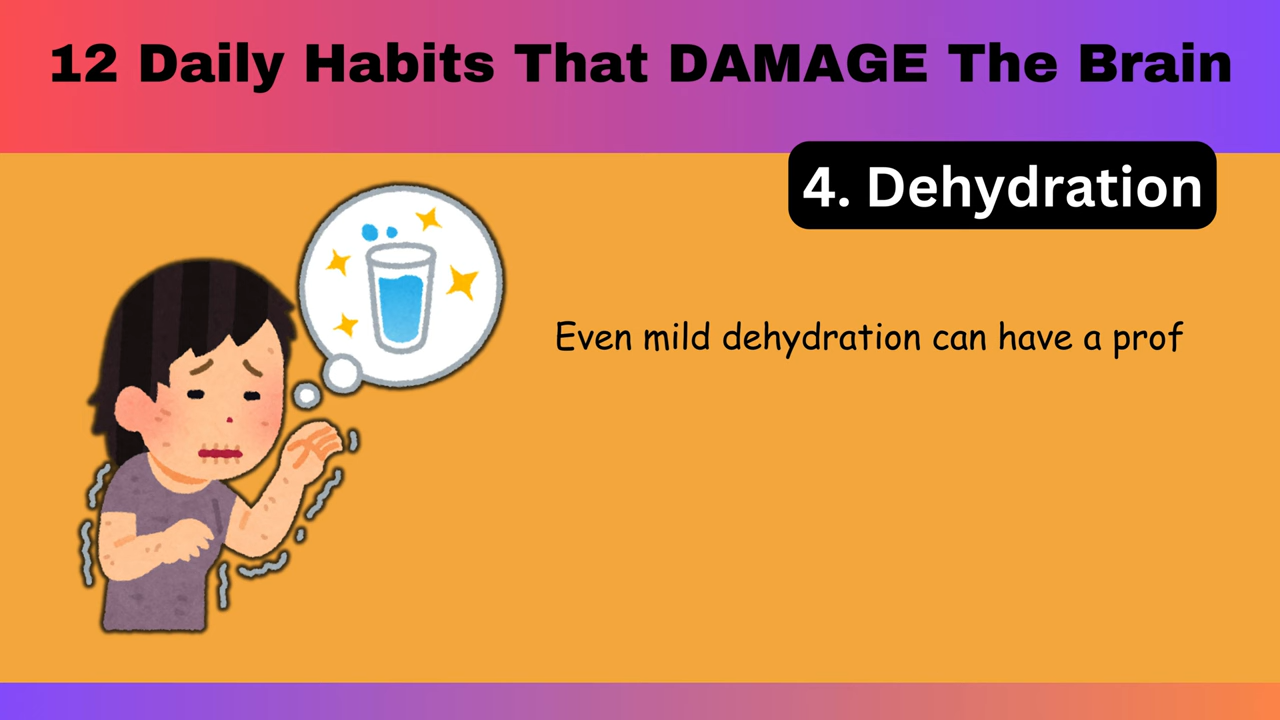 12 Daily Habits That DAMAGE The Brain
4. Dehydration
Even mild dehydration can have a prof